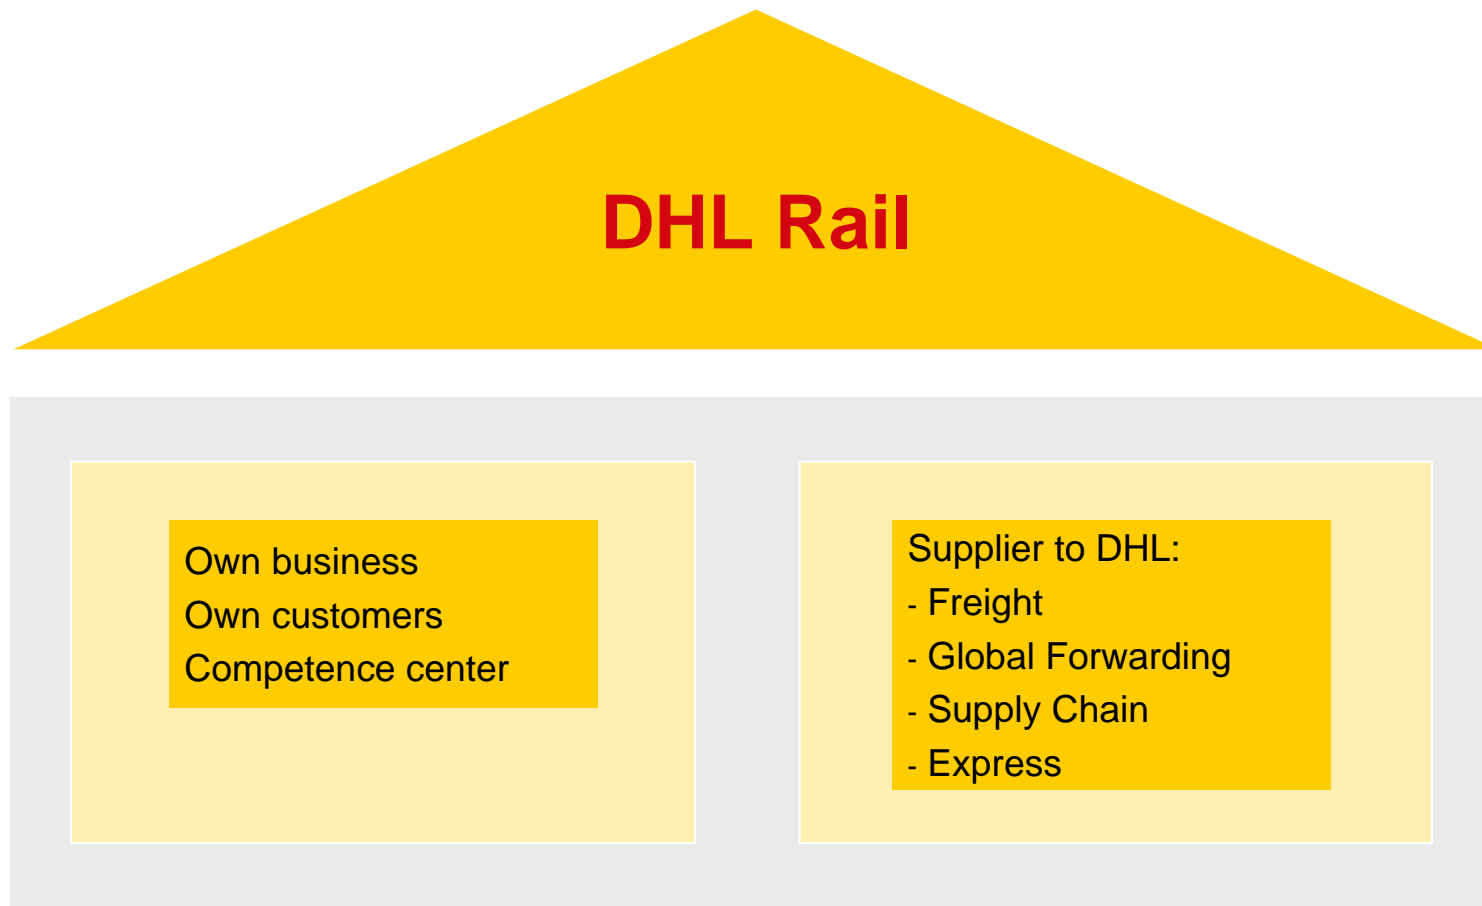 DHL Rail
Own business
Own customers
Competence center
Supplier to DHL:
- Freight
- Global Forwarding
- Supply Chain
- Express